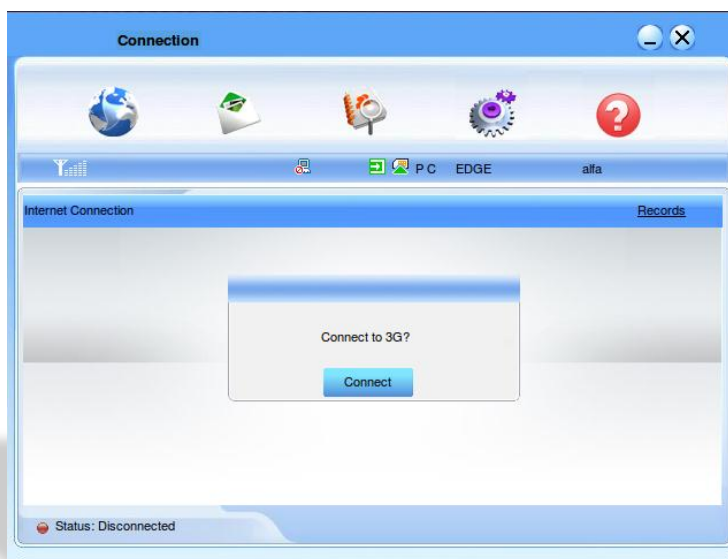 Connection
P C EDGE alfa
Internet Connection Records
Connect to 3G?
Connect
Status: Disconnected